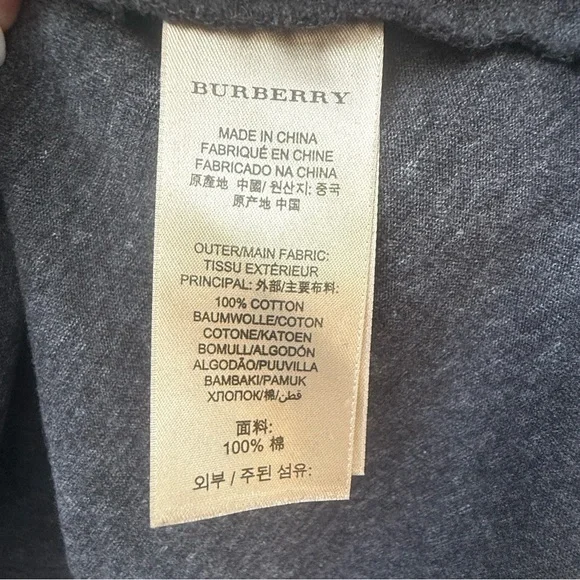 BURBERRY
MADE IN CHINA
FABRIQUÉ EN CHINE
FABRICADO NA CHINA
原產地 中國/ 원산지: 중국
原产地 中国
OUTER/MAIN FABRIC:
TISSU EXTÉRIEUR
PRINCIPAL: 外部/主要布料:
100% COTTON
BAUMWOLLE/COTON
COTONE/KATOEN
BOMULL/ALGODÓN
ALGODÃO/PUUVILLA
BAMBAKI/PAMUK
ХЛОПОК/棉/قطن
面料:
100% 棉
외부 / 주된 섬유: